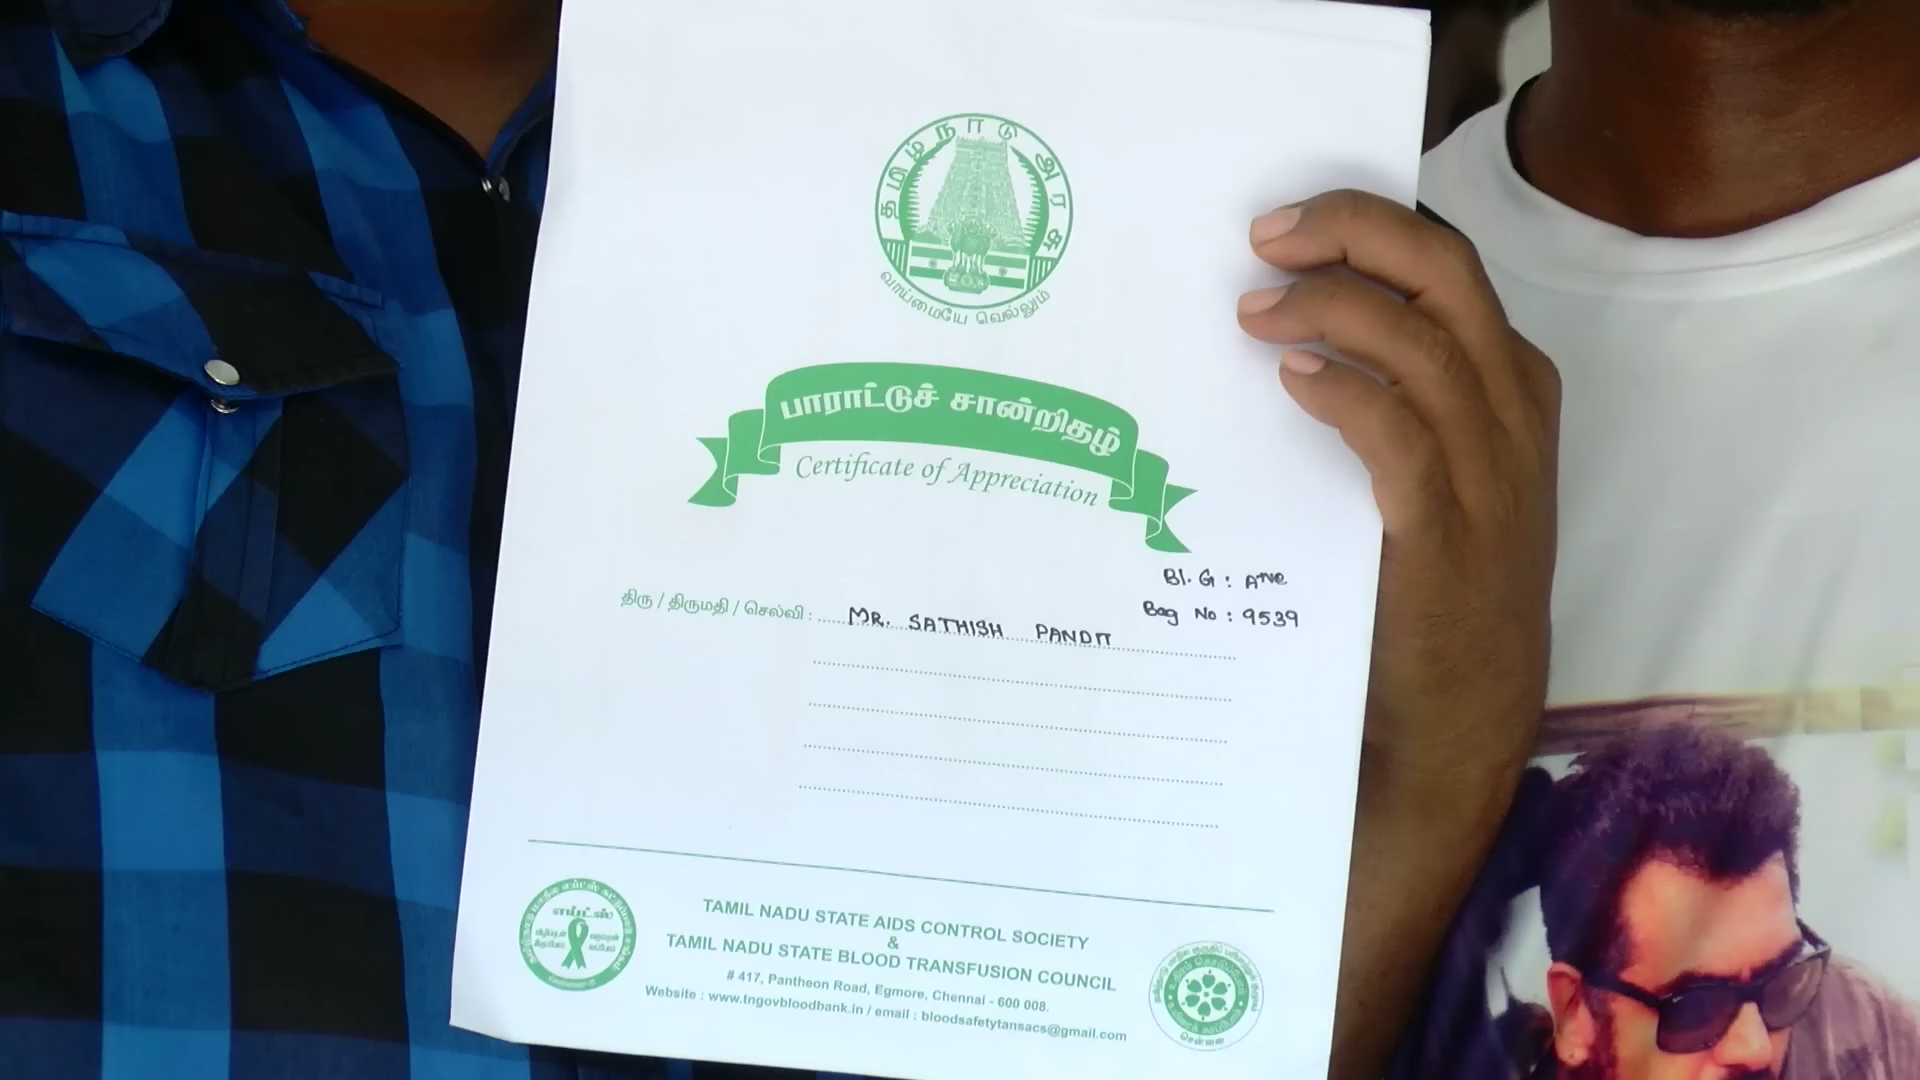 தமிழ்நாடு அரசு
வாய்மையே வெல்லும்
பாராட்டுச் சான்றிதழ்
Certificate of Appreciation
Bl. G : A+ve
Bag No : 9539
திரு / திருமதி / செல்வி : MR. SATHISH PANDIT
TAMIL NADU STATE AIDS CONTROL SOCIETY
&
TAMIL NADU STATE BLOOD TRANSFUSION COUNCIL
# 417, Pantheon Road, Egmore, Chennai - 600 008.
Website : www.tngovbloodbank.in / email : bloodsafetytansacs@gmail.com
எய்ட்ஸ்
சென்னை